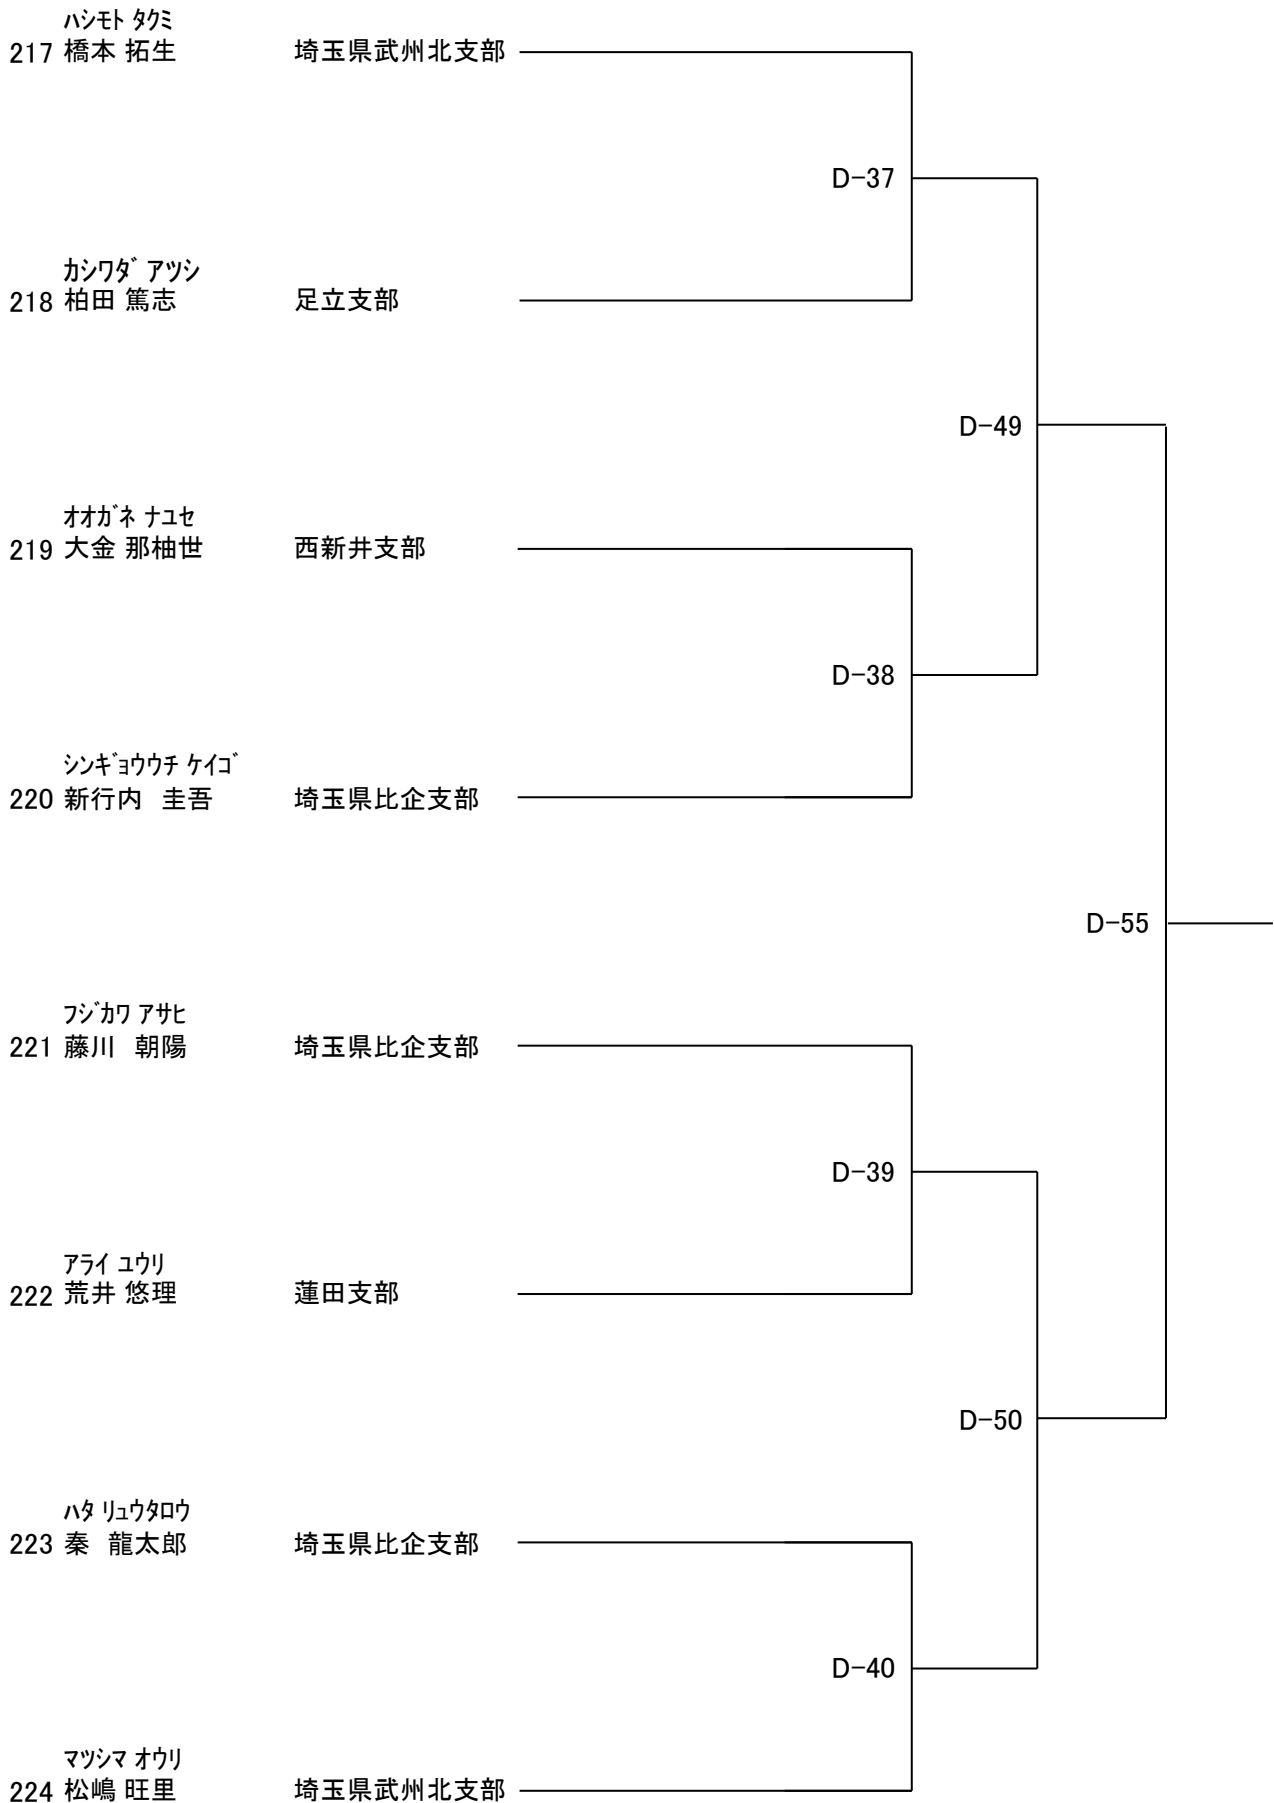 ﾊｼﾓﾄ ﾀｸﾐ
217 橋本 拓生 埼玉県武州北支部
D-37
ｶｼﾜﾀﾞ ｱﾂｼ
218 柏田 篤志 足立支部
D-49
ｵｵｶﾞﾈ ﾅﾕｾ
219 大金 那柚世 西新井支部
D-38
ｼﾝｷﾞｮｳｳﾁ ｹｲｺﾞ
220 新行内 圭吾 埼玉県比企支部
D-55
ﾌｼﾞｶﾜ ｱｻﾋ
221 藤川 朝陽 埼玉県比企支部
D-39
ｱﾗｲ ﾕｳﾘ
222 荒井 悠理 蓮田支部
D-50
ﾊﾀ ﾘｭｳﾀﾛｳ
223 秦 龍太郎 埼玉県比企支部
D-40
ﾏﾂｼﾏ ｵｳﾘ
224 松嶋 旺里 埼玉県武州北支部